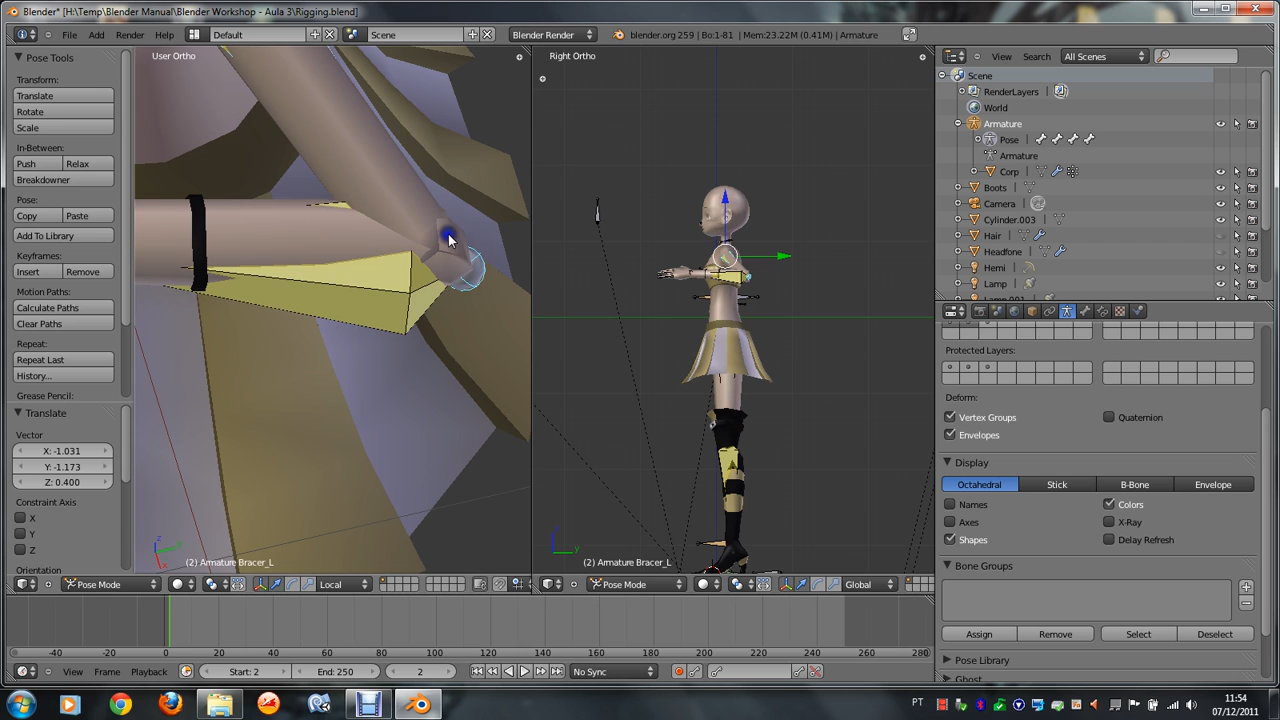 Blender* [H:\Temp\Blender Manual\Blender Workshop - Aula 3\Rigging.blend]
File Add Render Help Default Scene Blender Render blender.org 259 | Bo:1-81 | Mem:23.22M (0.41M) | Armature
View Search All Scenes
Pose Tools
Transform:
Translate
Rotate
Scale
In-Between:
Push Relax
Breakdowner
Pose:
Copy Paste
Add To Library
Keyframes:
Insert Remove
Motion Paths:
Calculate Paths
Clear Paths
Repeat:
Repeat Last
History...
Grease Pencil:
Translate
Vector
X: -1.031
Y: -1.173
Z: 0.400
Constraint Axis
X
Y
Z
Orientation
User Ortho
(2) Armature Bracer_L
Pose Mode Local
Right Ortho
(2) Armature Bracer_L
Pose Mode Global
Scene
RenderLayers
World
Armature
Pose
Armature
Corp
Boots
Camera
Cylinder.003
Hair
Headfone
Hemi
Lamp
Lamp.001
Protected Layers:
Deform:
Vertex Groups Quaternion
Envelopes
Display
Octahedral Stick B-Bone Envelope
Names Colors
Axes X-Ray
Shapes Delay Refresh
Bone Groups
Assign Remove Select Deselect
Pose Library
Ghost
-40 -20 0 20 40 60 80 100 120 140 160 180 200 220 240 260 280
View Frame Playback Start: 2 End: 250 2 No Sync
PT 11:54
07/12/2011